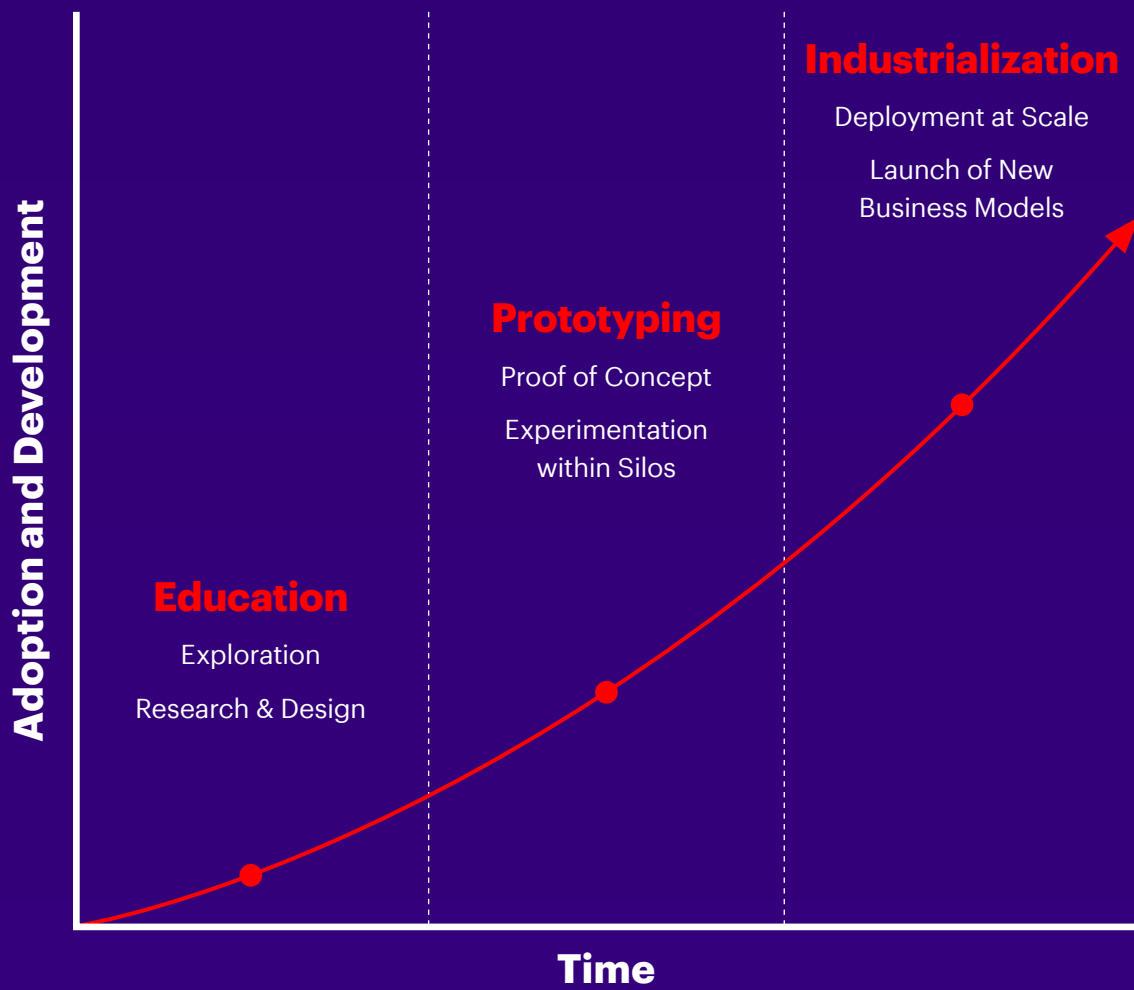 Industrialization
Deployment at Scale
Launch of New
Business Models
Prototyping
Proof of Concept
Experimentation
within Silos
Education
Exploration
Research & Design
Adoption and Development
Time